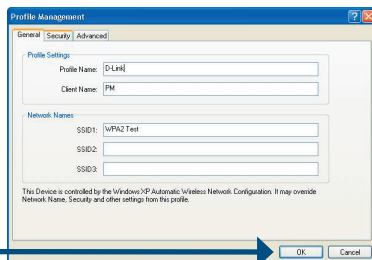 Profile Management
General Security Advanced
Profile Settings
Profile Name: D-Link
Client Name: PM
Network Names
SSID1: WPA2 Test
SSID2:
SSID3:
This Device is controlled by the Windows XP Automatic Wireless Network Configuration. It may override
Network Name, Security and other settings from this profile.
OK Cancel